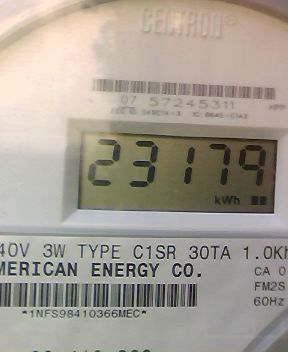 CENTRON®
07 57245311
23179
kWh
40V 3W TYPE C1SR 30TA 1.0Kh
MERICAN ENERGY CO.
CA 0
FM2S
*1NFS98410366MEC*
60Hz